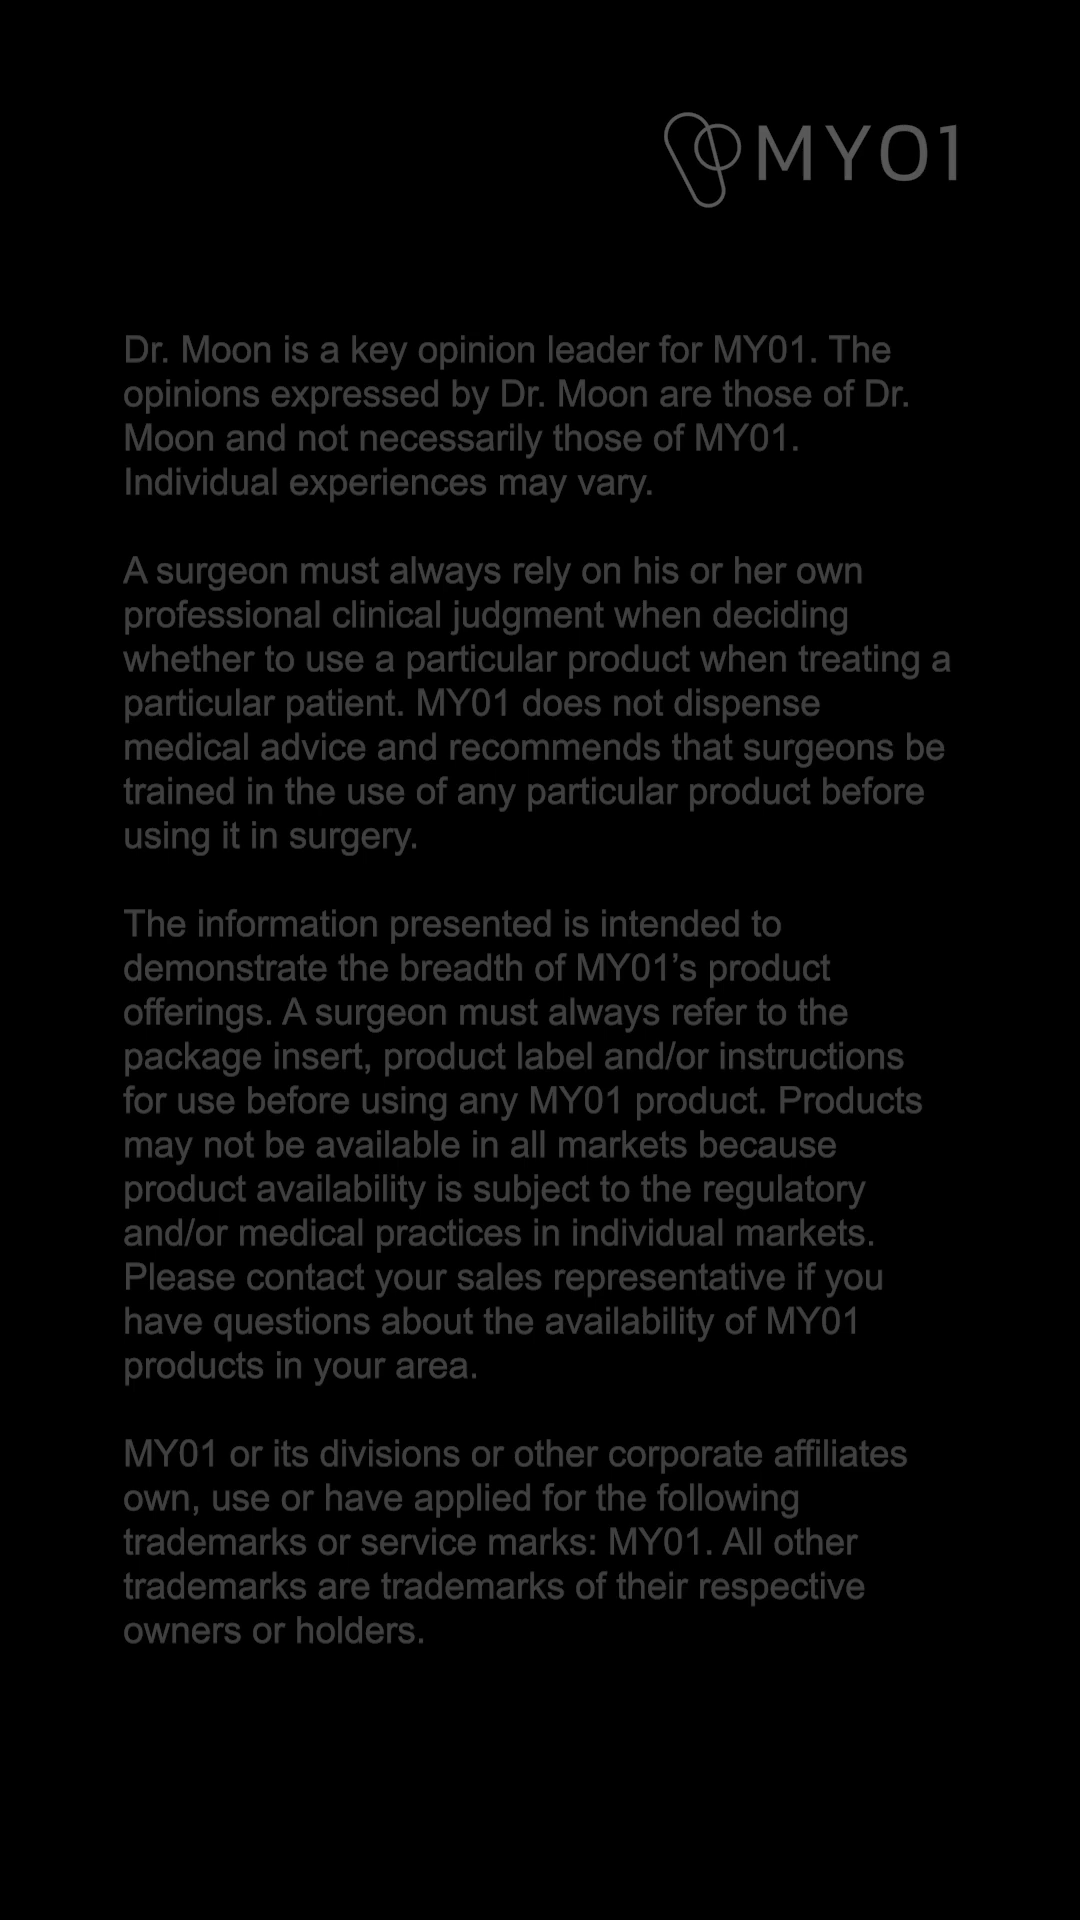 MY01
Dr. Moon is a key opinion leader for MY01. The
opinions expressed by Dr. Moon are those of Dr.
Moon and not necessarily those of MY01.
Individual experiences may vary.
A surgeon must always rely on his or her own
professional clinical judgment when deciding
whether to use a particular product when treating a
particular patient. MY01 does not dispense
medical advice and recommends that surgeons be
trained in the use of any particular product before
using it in surgery.
The information presented is intended to
demonstrate the breadth of MY01’s product
offerings. A surgeon must always refer to the
package insert, product label and/or instructions
for use before using any MY01 product. Products
may not be available in all markets because
product availability is subject to the regulatory
and/or medical practices in individual markets.
Please contact your sales representative if you
have questions about the availability of MY01
products in your area.
MY01 or its divisions or other corporate affiliates
own, use or have applied for the following
trademarks or service marks: MY01. All other
trademarks are trademarks of their respective
owners or holders.